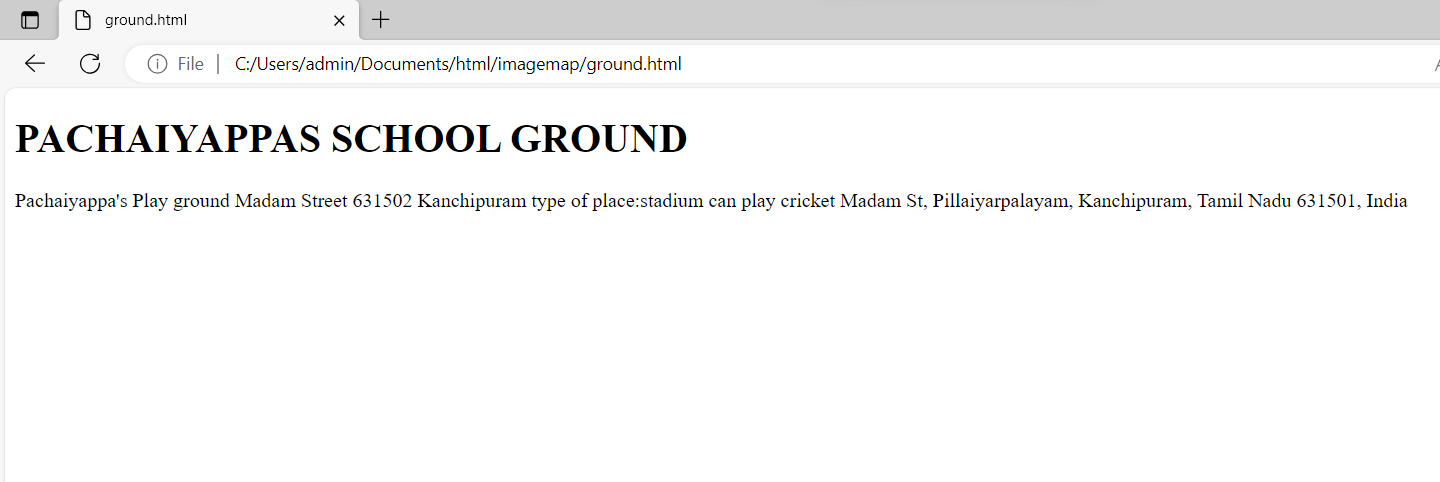 ground.html
File | C:/Users/admin/Documents/html/imagemap/ground.html
PACHAIYAPPAS SCHOOL GROUND
Pachaiyappa's Play ground Madam Street 631502 Kanchipuram type of place:stadium can play cricket Madam St, Pillaiyarpalayam, Kanchipuram, Tamil Nadu 631501, India